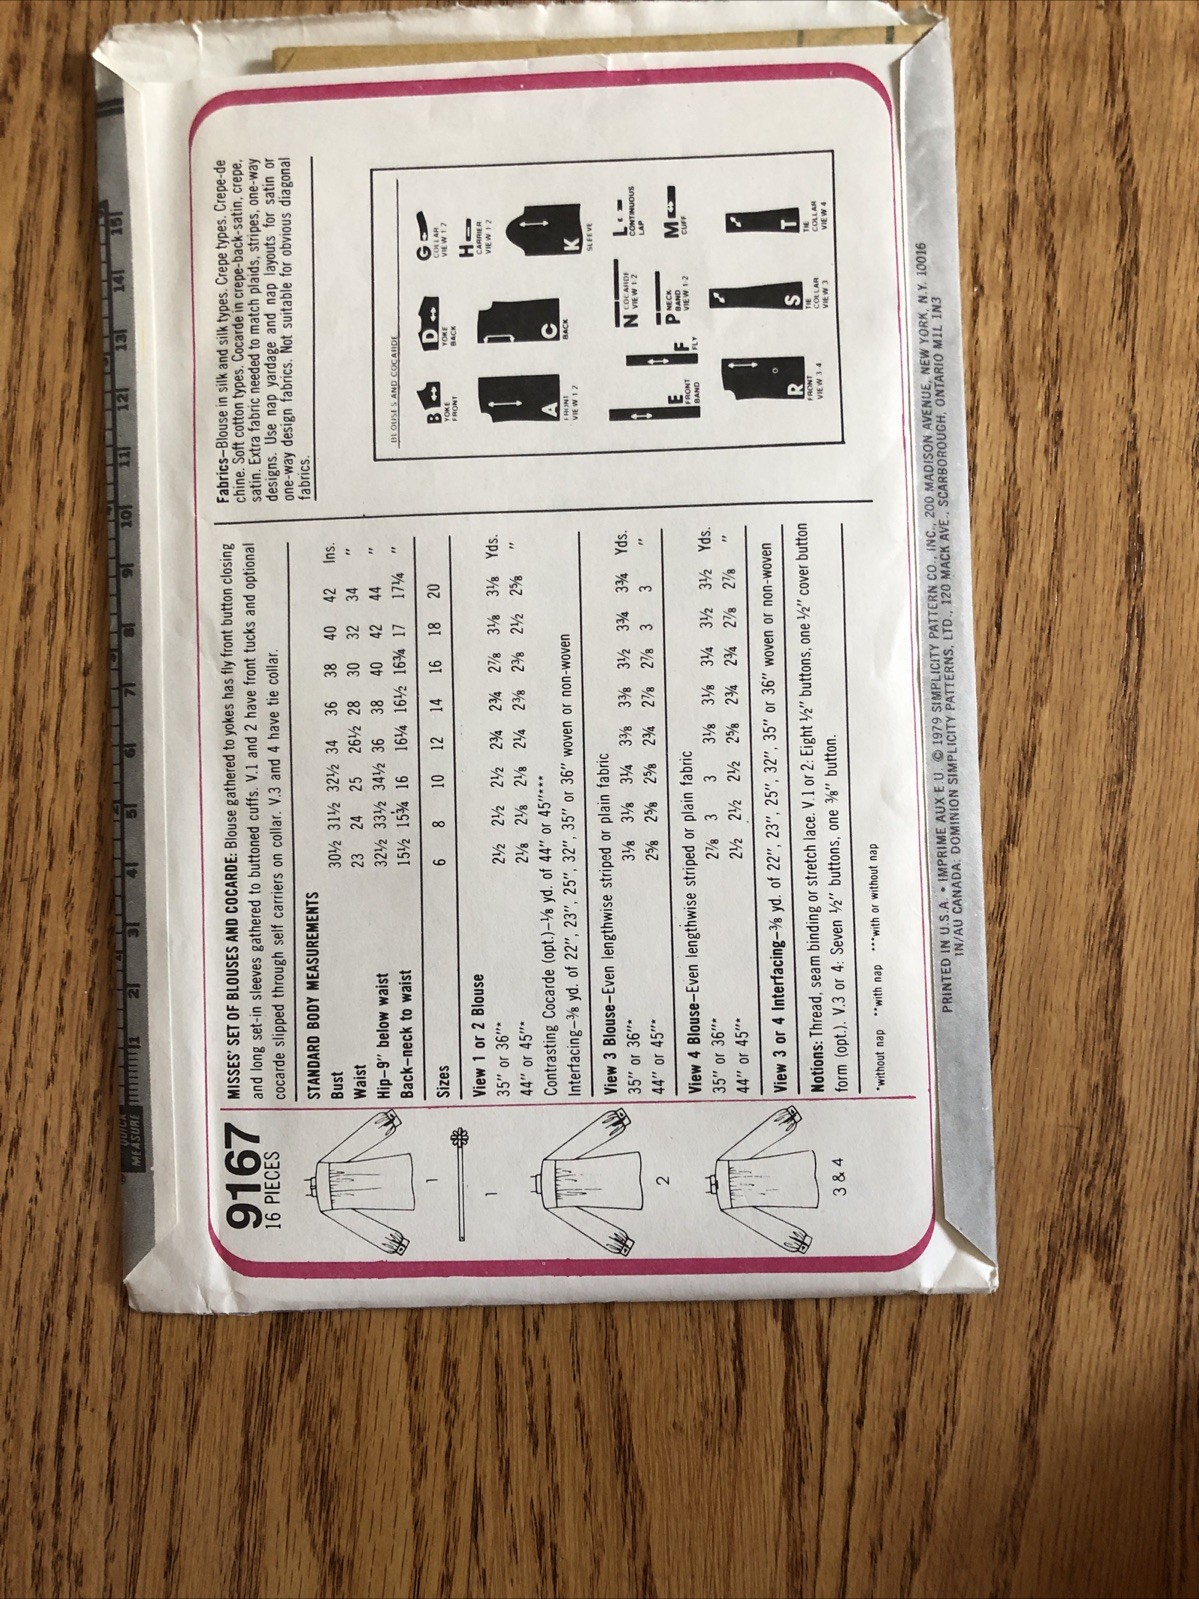 9167
16 PIECES
1
1
2
3 & 4
MISSES' SET OF BLOUSES AND COCARDE: Blouse gathered to yokes has fly front button closing
and long set-in sleeves gathered to buttoned cuffs. V.1 and 2 have front tucks and optional
cocarde slipped through self carriers on collar. V.3 and 4 have tie collar.
STANDARD BODY MEASUREMENTS
Bust 30½ 31½ 32½ 34 36 38 40 42 Ins.
Waist 23 24 25 26½ 28 30 32 34 "
Hip–9" below waist 32½ 33½ 34½ 36 38 40 42 44 "
Back–neck to waist 15½ 15¾ 16 16¼ 16½ 16¾ 17 17¼ "
Sizes 6 8 10 12 14 16 18 20
View 1 or 2 Blouse
35" or 36"* 2½ 2½ 2½ 2¾ 2¾ 2⅞ 3⅛ 3⅛ Yds.
44" or 45"* 2⅛ 2⅛ 2⅛ 2¼ 2⅜ 2⅜ 2½ 2⅝ "
Contrasting Cocarde (opt.)–⅛ yd. of 44" or 45"***
Interfacing–⅜ yd. of 22", 23", 25", 32", 35" or 36" woven or non-woven
View 3 Blouse–Even lengthwise striped or plain fabric
35" or 36"* 3⅛ 3⅛ 3¼ 3⅜ 3⅜ 3½ 3¾ 3¾ Yds.
44" or 45"* 2⅝ 2⅝ 2⅝ 2¾ 2⅞ 2⅞ 3 3 "
View 4 Blouse–Even lengthwise striped or plain fabric
35" or 36"* 2⅞ 3 3 3⅛ 3⅛ 3¼ 3½ 3½ Yds.
44" or 45"* 2½ 2½ 2½ 2⅝ 2¾ 2¾ 2⅞ 2⅞ "
View 3 or 4 Interfacing–⅜ yd. of 22", 23", 25", 32", 35" or 36" woven or non-woven
Notions: Thread, seam binding or stretch lace. V.1 or 2: Eight ½" buttons, one ½" cover button
form (opt.). V.3 or 4: Seven ½" buttons, one ⅜" button.
*without nap **with nap ***with or without nap
Fabrics–Blouse in silk and silk types. Crepe types. Crepe-de
chine. Soft cotton types. Cocarde in crepe-back-satin, crepe,
satin. Extra fabric needed to match plaids, stripes, one-way
designs. Use nap yardage and nap layouts for satin or
one-way design fabrics. Not suitable for obvious diagonal
fabrics.
BLOUSES AND COCARDE
B YOKE FRONT
D YOKE BACK
G COLLAR VIEW 1-2
H CARRIER VIEW 1-2
A FRONT VIEW 1-2
C BACK
K SLEEVE
E FRONT BAND
F FLY
N COCARDE VIEW 1-2
P NECK BAND VIEW 1-2
L CONTINUOUS LAP
M CUFF
R FRONT VIEW 3-4
S TIE COLLAR VIEW 3
T TIE COLLAR VIEW 4
PRINTED IN U.S.A. • IMPRIME AUX E.U. © 1979 SIMPLICITY PATTERN CO., INC., 200 MADISON AVENUE, NEW YORK, N.Y. 10016
IN/AU CANADA: DOMINION SIMPLICITY PATTERNS, LTD., 120 MACK AVE., SCARBOROUGH, ONTARIO M1L 1N3
QUICK MEASURE
1 2 3 4 5 6 7 8 9 10 11 12 13 14 15